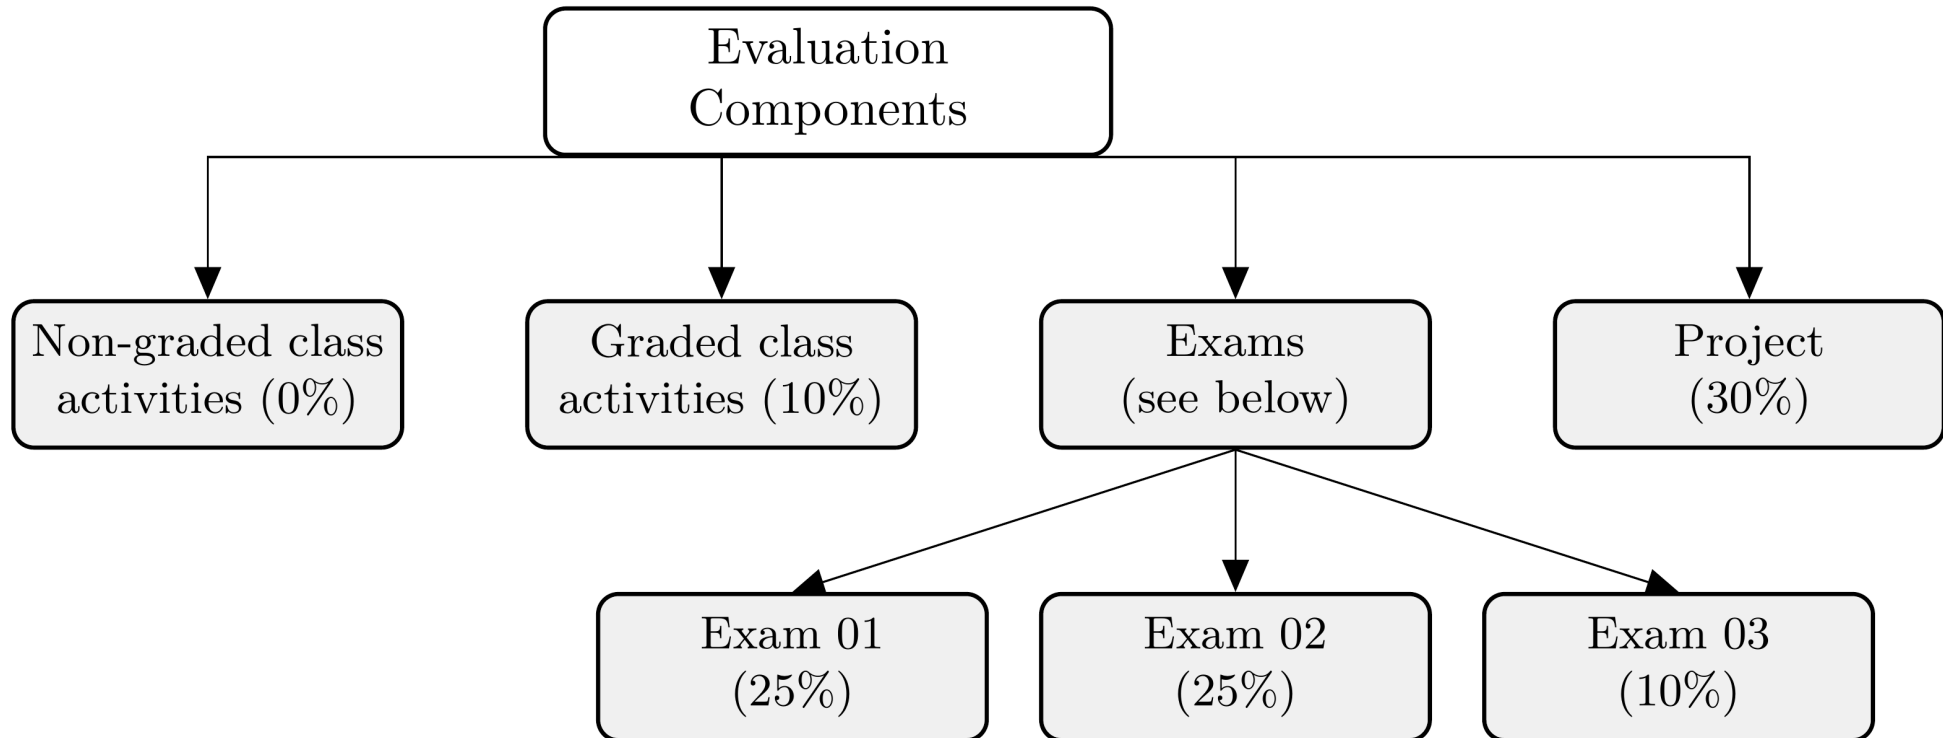 Evaluation
Components
Non-graded class
activities (0%)
Graded class
activities (10%)
Exams
(see below)
Project
(30%)
Exam 01
(25%)
Exam 02
(25%)
Exam 03
(10%)